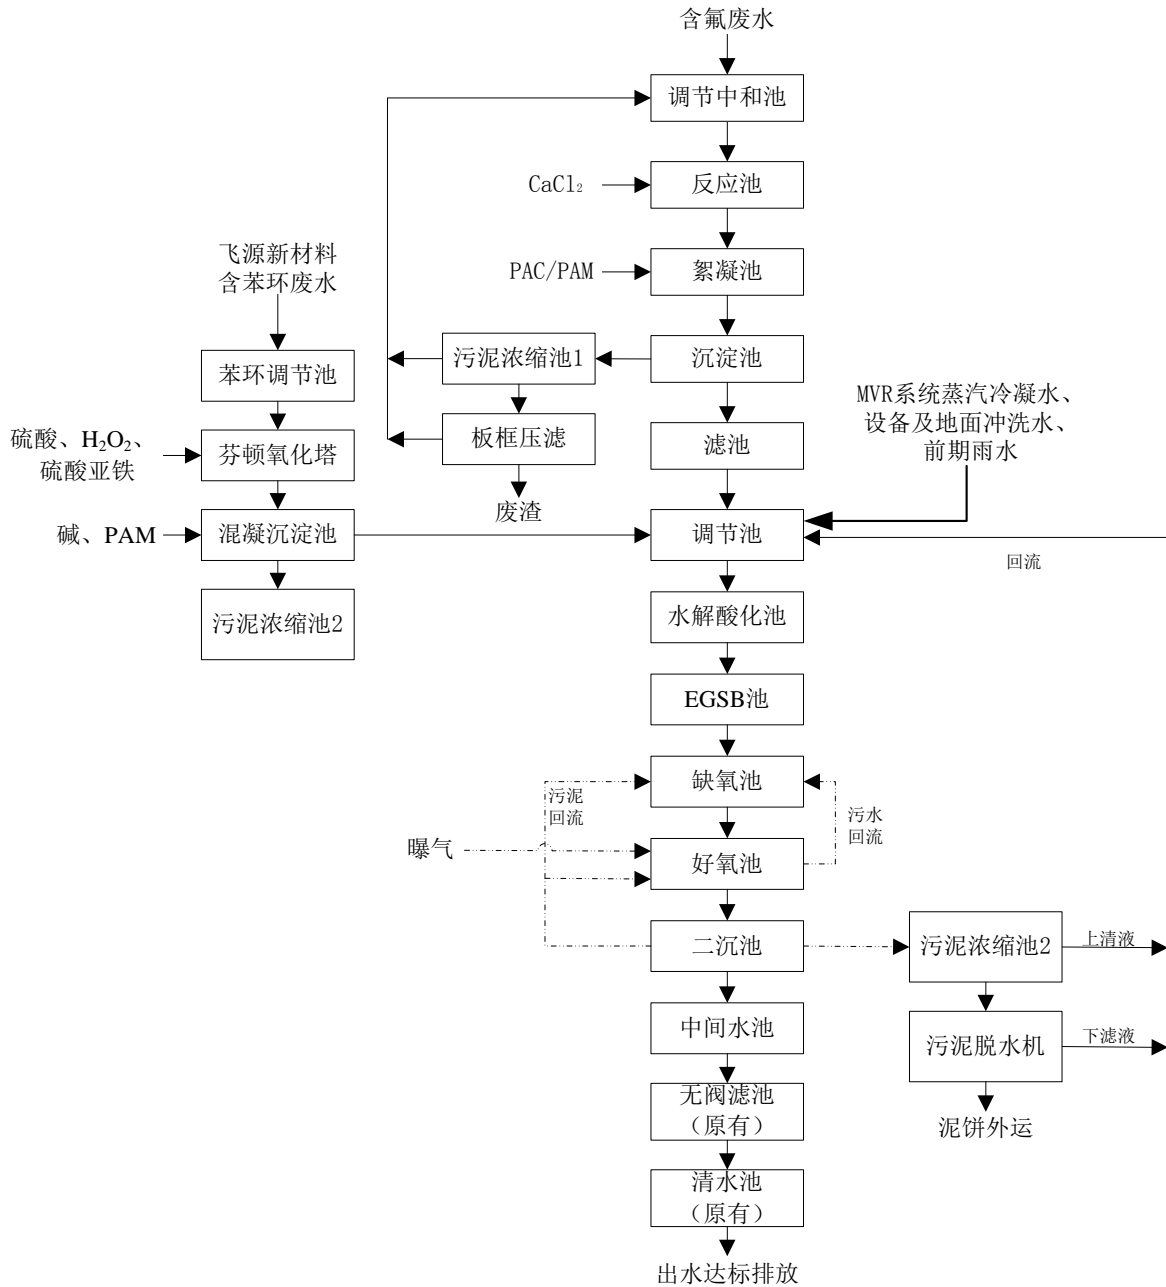 含氟废水
调节中和池
CaCl₂
反应池
飞源新材料
含苯环废水
PAC/PAM
絮凝池
污泥浓缩池1
沉淀池
苯环调节池
MVR系统蒸汽冷凝水、
设备及地面冲洗水、
前期雨水
硫酸、H₂O₂、
硫酸亚铁
芬顿氧化塔
板框压滤
滤池
废渣
碱、PAM
混凝沉淀池
调节池
回流
污泥浓缩池2
水解酸化池
EGSB池
缺氧池
污泥
回流
污水
回流
曝气
好氧池
二沉池
污泥浓缩池2
上清液
中间水池
污泥脱水机
下滤液
无阀滤池
（原有）
泥饼外运
清水池
（原有）
出水达标排放